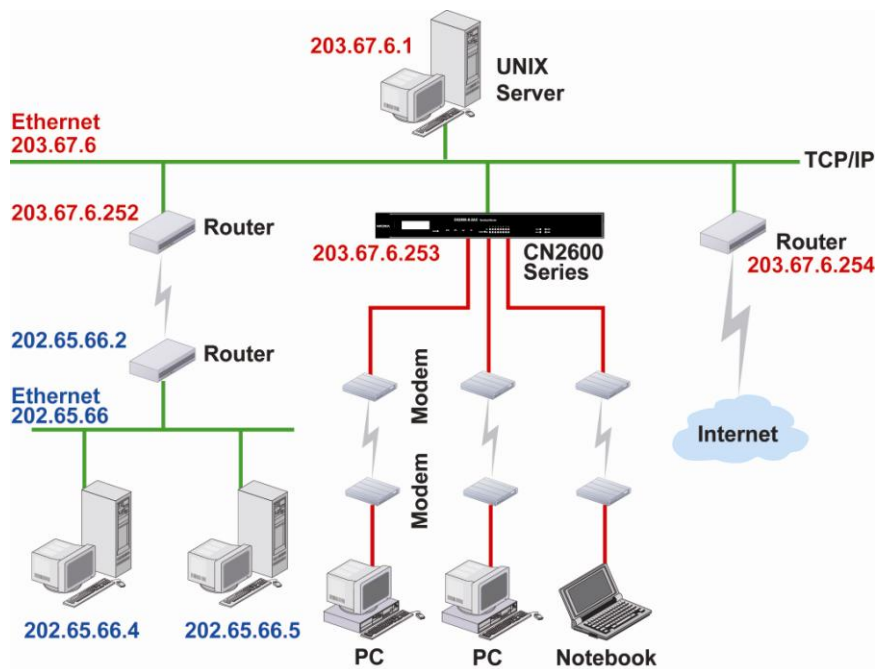 203.67.6.1
UNIX
Server
Ethernet
203.67.6
TCP/IP
203.67.6.252
Router
203.67.6.253
CN2600
Series
Router
203.67.6.254
202.65.66.2
Router
Ethernet
202.65.66
Modem
Internet
Modem
202.65.66.4
202.65.66.5
PC
PC
Notebook